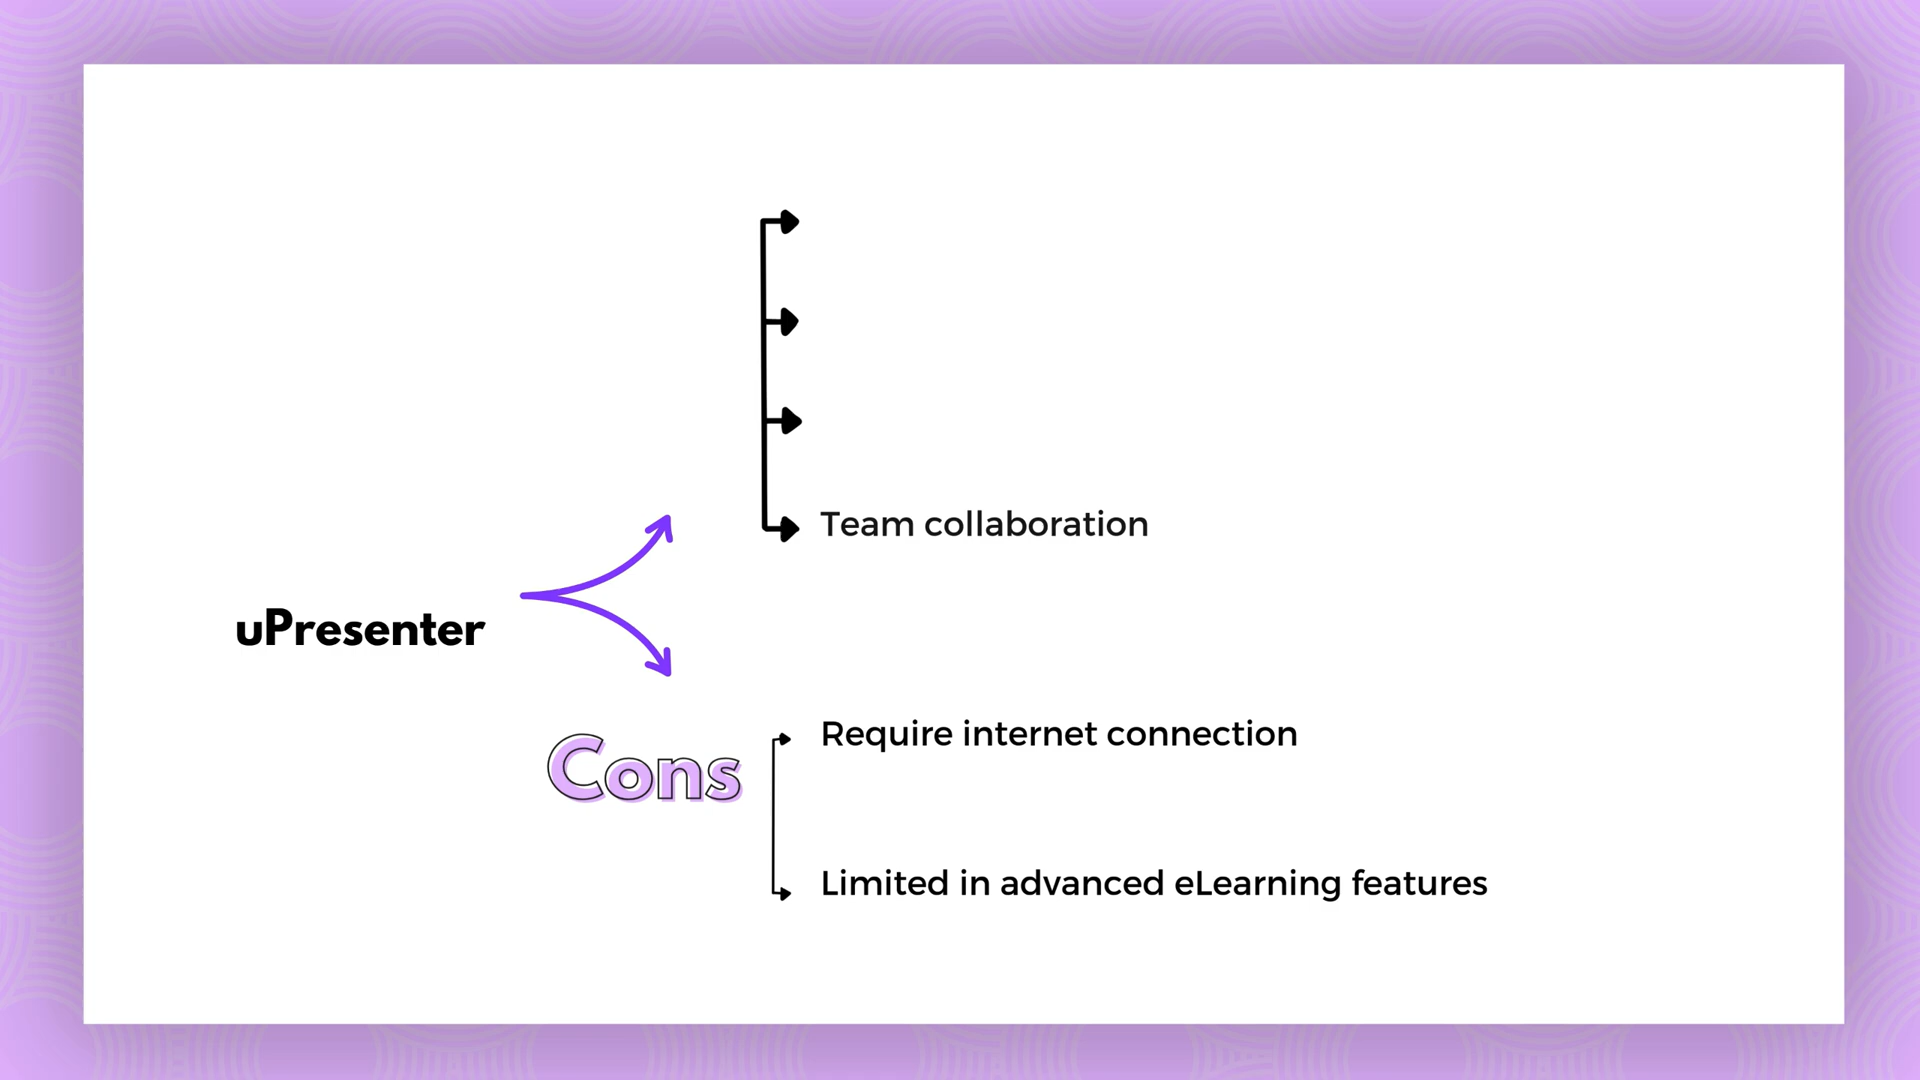 Team collaboration
uPresenter
Require internet connection
Cons
Limited in advanced eLearning features